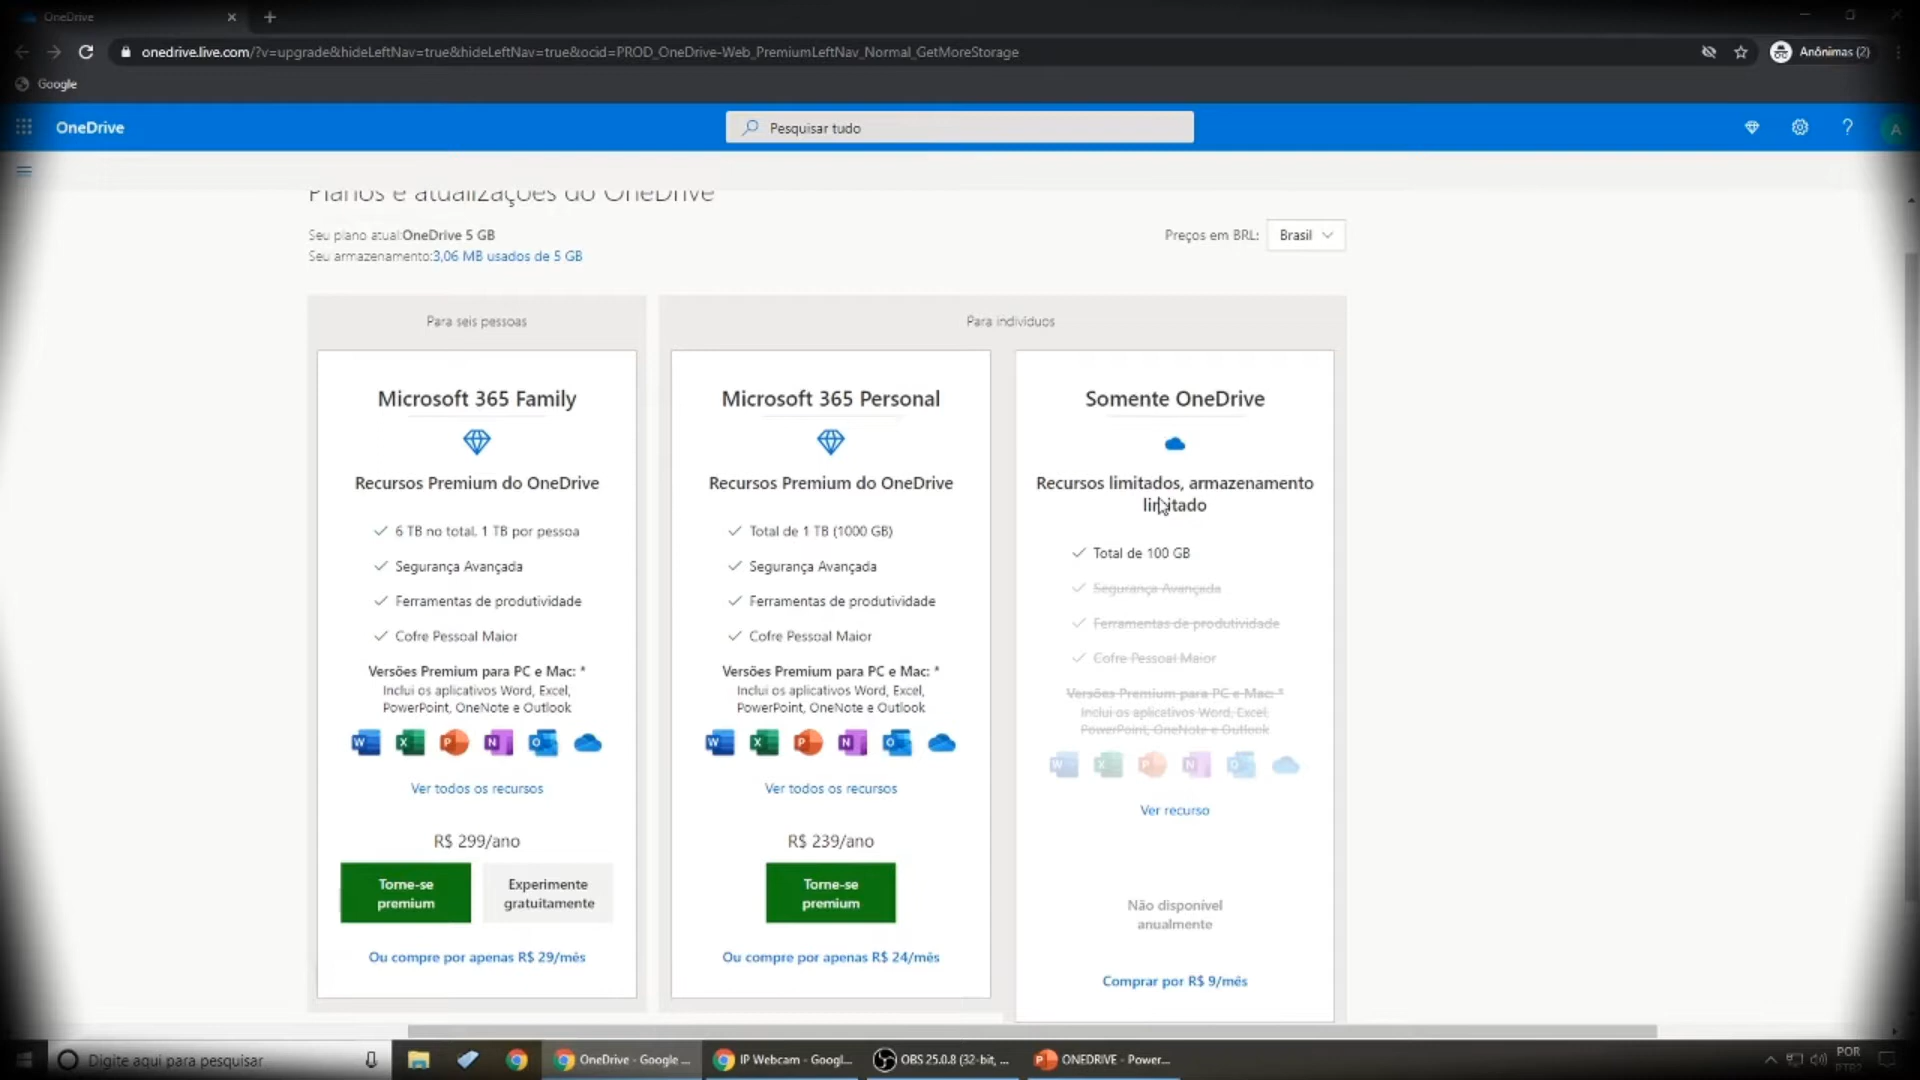 OneDrive
onedrive.live.com/?v=upgrade&hideLeftNav=true&hideLeftNav=true&ocid=PROD_OneDrive-Web_PremiumLeftNav_Normal_GetMoreStorage
Anônimas (2)
Google
OneDrive
Pesquisar tudo
A
Planos e atualizações do OneDrive
Seu plano atual:OneDrive 5 GB
Seu armazenamento:3,06 MB usados de 5 GB
Preços em BRL:
Brasil
Para seis pessoas
Microsoft 365 Family
Recursos Premium do OneDrive
6 TB no total. 1 TB por pessoa
Segurança Avançada
Ferramentas de produtividade
Cofre Pessoal Maior
Versões Premium para PC e Mac: *
Inclui os aplicativos Word, Excel,
PowerPoint, OneNote e Outlook
Ver todos os recursos
R$ 299/ano
Torne-se
premium
Experimente
gratuitamente
Ou compre por apenas R$ 29/mês
Para indivíduos
Microsoft 365 Personal
Recursos Premium do OneDrive
Total de 1 TB (1000 GB)
Segurança Avançada
Ferramentas de produtividade
Cofre Pessoal Maior
Versões Premium para PC e Mac: *
Inclui os aplicativos Word, Excel,
PowerPoint, OneNote e Outlook
Ver todos os recursos
R$ 239/ano
Torne-se
premium
Ou compre por apenas R$ 24/mês
Somente OneDrive
Recursos limitados, armazenamento
limitado
Total de 100 GB
Segurança Avançada
Ferramentas de produtividade
Cofre Pessoal Maior
Versões Premium para PC e Mac: *
Inclui os aplicativos Word, Excel,
PowerPoint, OneNote e Outlook
Ver recurso
Não disponível
anualmente
Comprar por R$ 9/mês
Digite aqui para pesquisar
OneDrive - Google ...
IP Webcam - Googl...
OBS 25.0.8 (32-bit, ...
ONEDRIVE - Power...
POR
PTB2